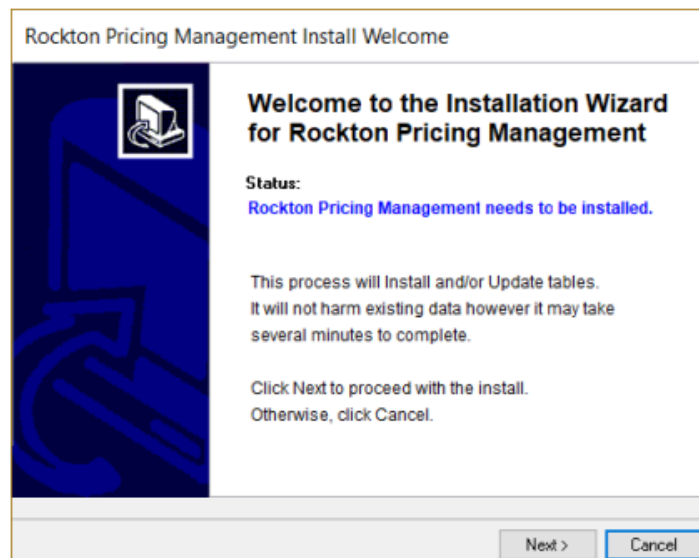 Rockton Pricing Management Install Welcome
Welcome to the Installation Wizard
for Rockton Pricing Management
Status:
Rockton Pricing Management needs to be installed.
This process will Install and/or Update tables.
It will not harm existing data however it may take
several minutes to complete.
Click Next to proceed with the install.
Otherwise, click Cancel.
Next > Cancel